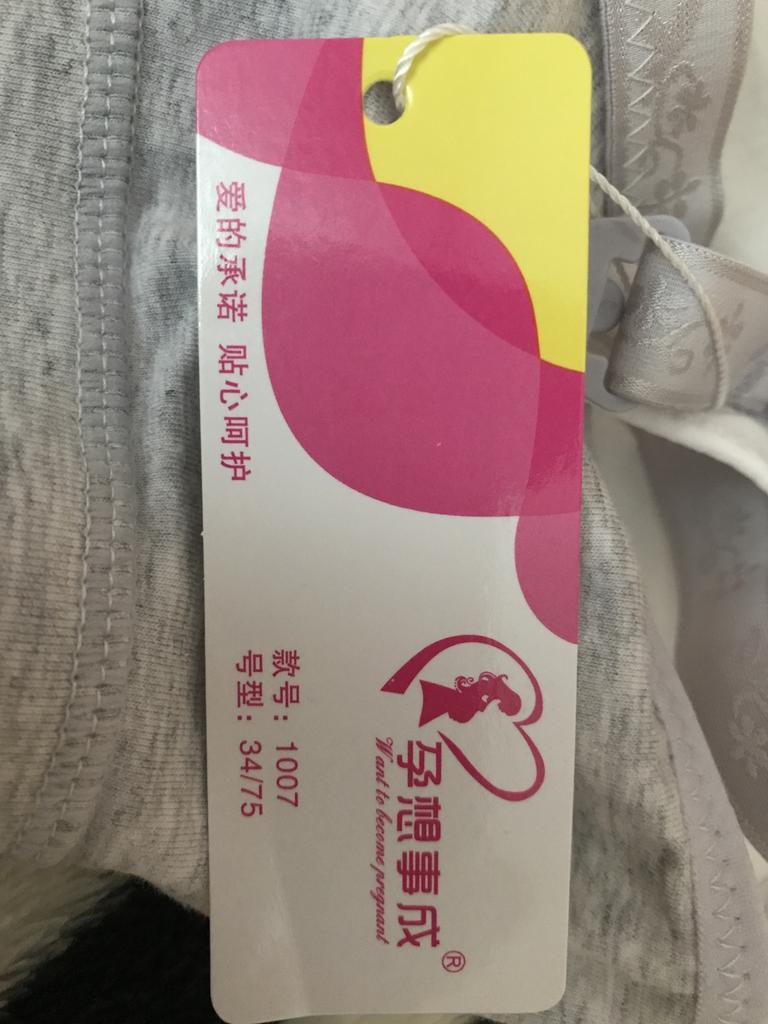 孕想事成®
Want to become pregnant
款号：1007
号型：34/75
爱的承诺 贴心呵护